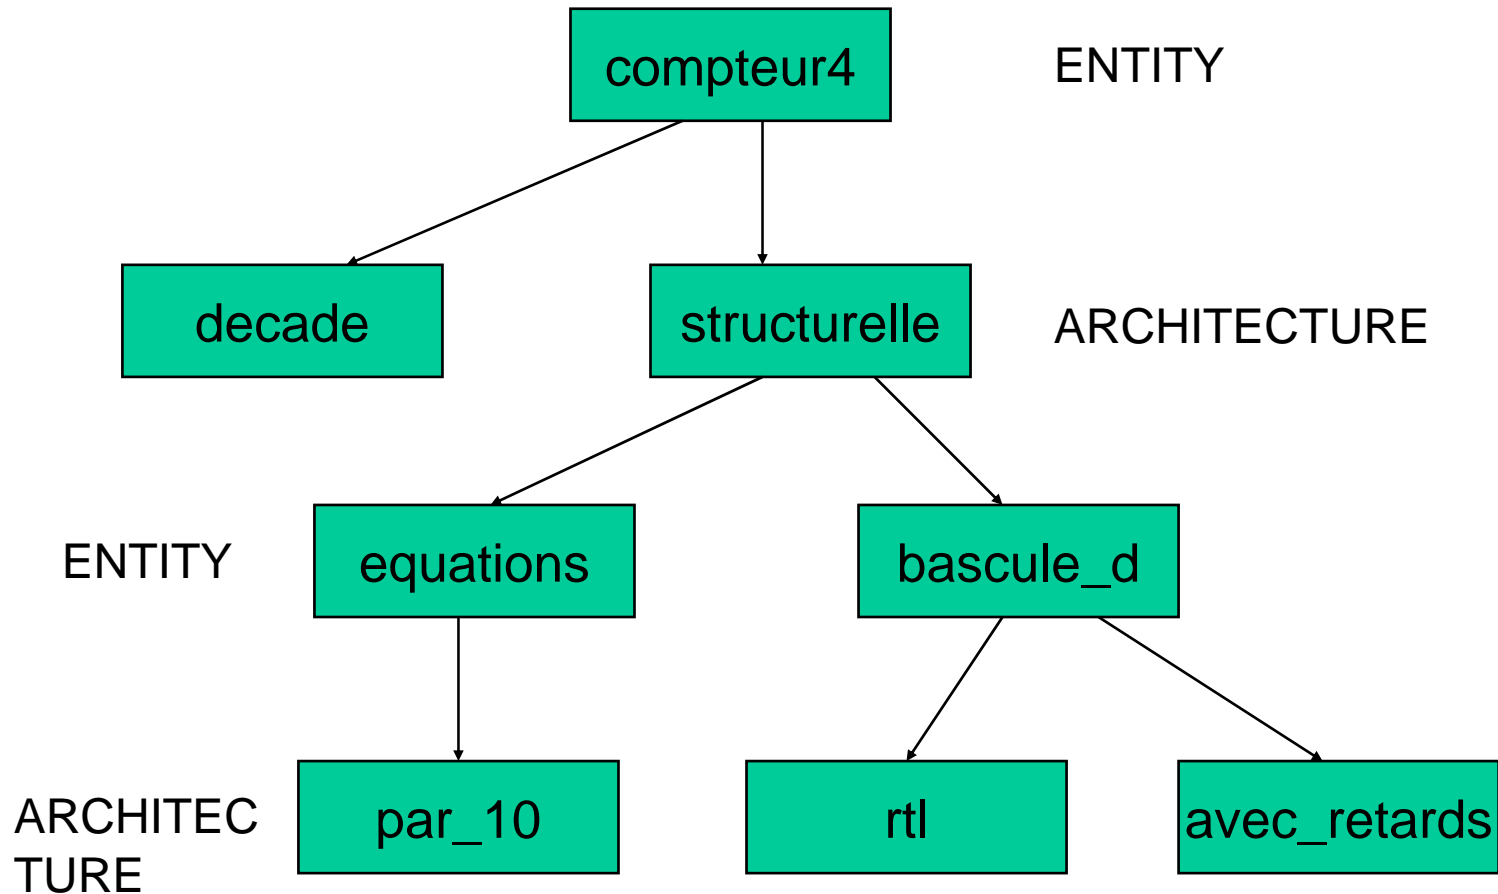 compteur4
ENTITY
decade
structurelle
ARCHITECTURE
ENTITY
equations
bascule_d
ARCHITEC
TURE
par_10
rtl
avec_retards